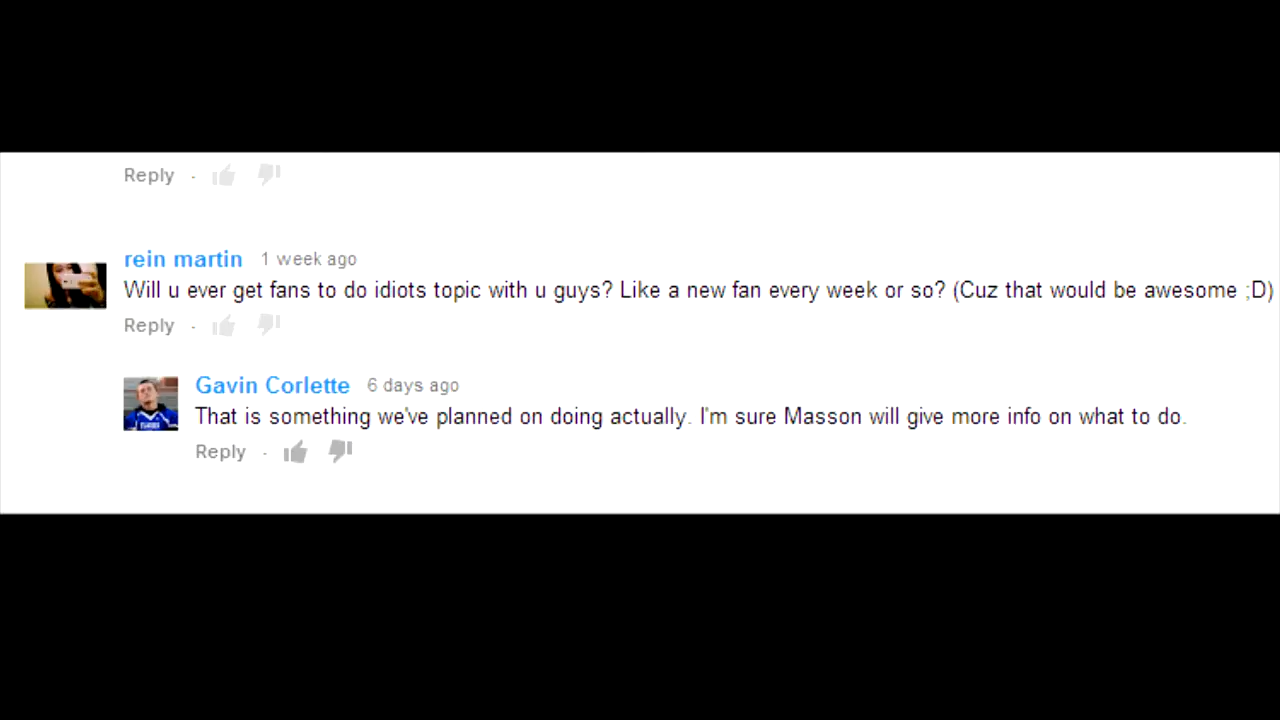 Reply ·
rein martin 1 week ago
Will u ever get fans to do idiots topic with u guys? Like a new fan every week or so? (Cuz that would be awesome ;D)
Reply ·
Gavin Corlette 6 days ago
That is something we've planned on doing actually. I'm sure Masson will give more info on what to do.
Reply ·